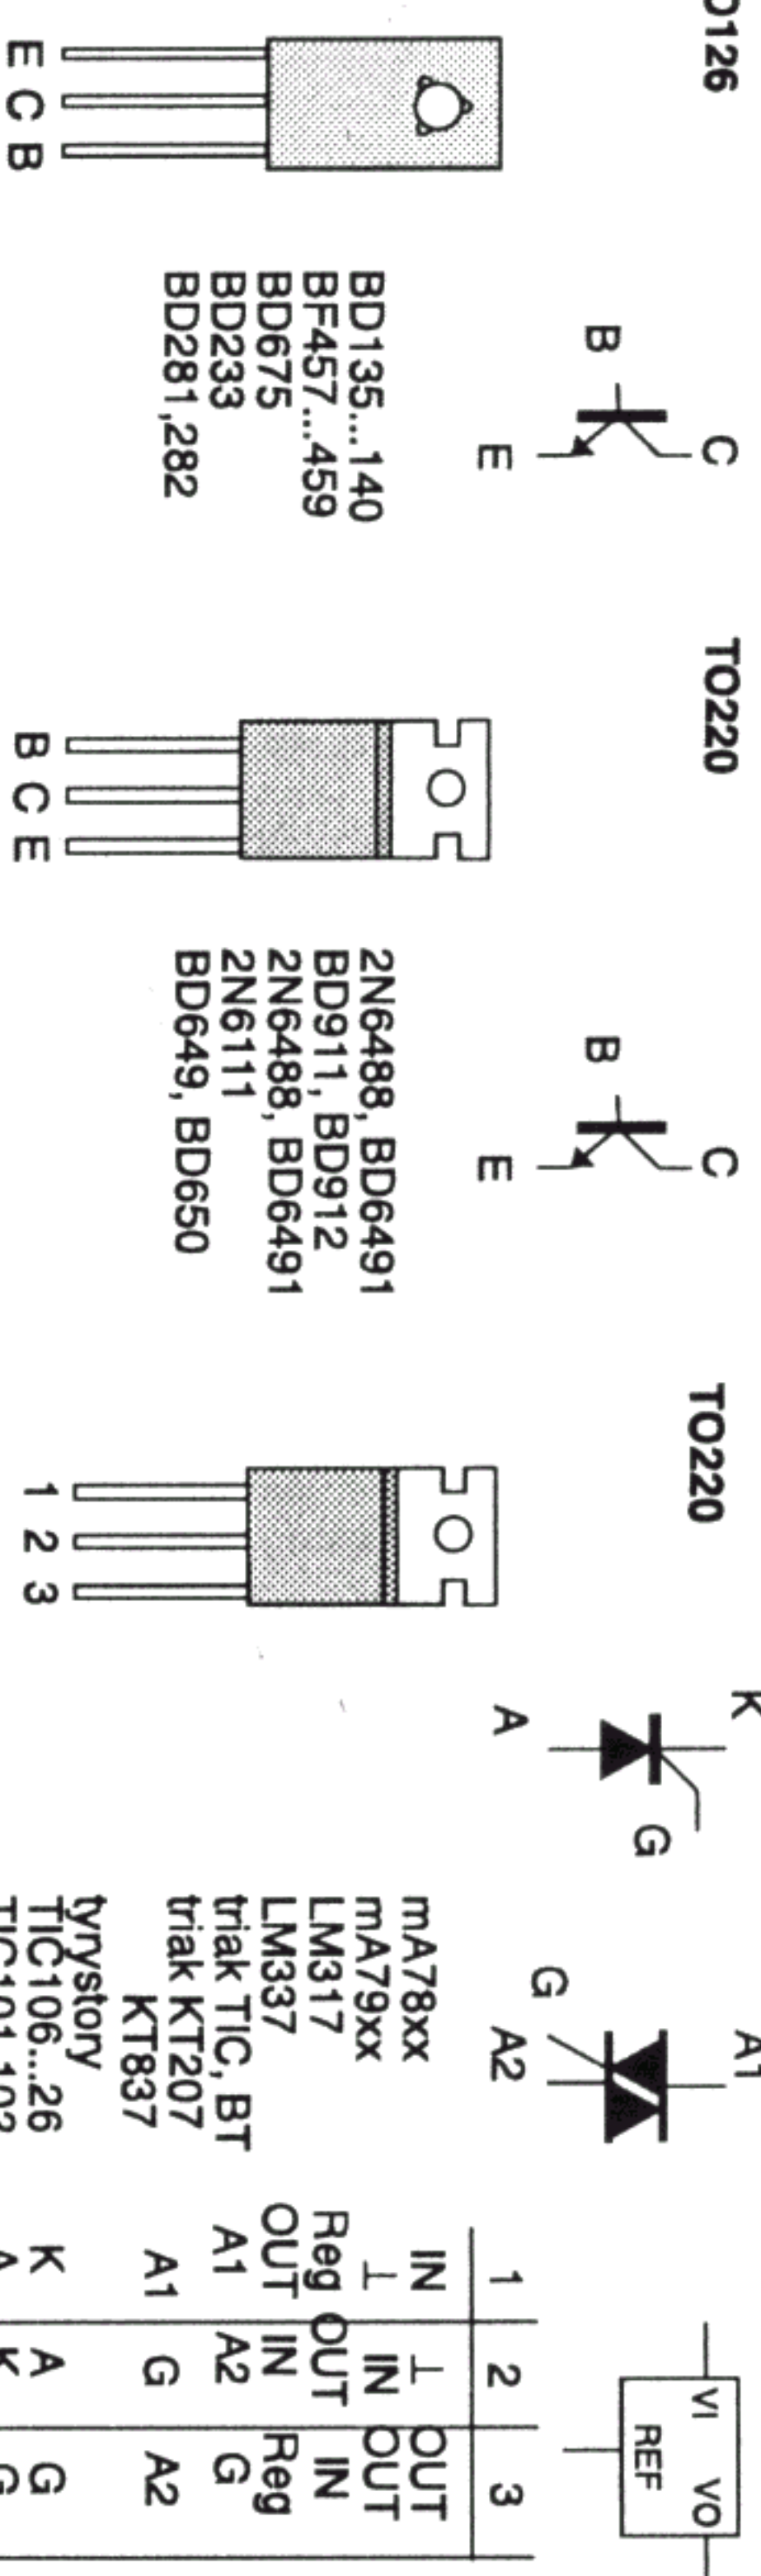 O126
B C
E
BD135...140
BF457...459
BD675
BD233
BD281,282
E C B
TO220
B C
E
2N6488, BD6491
BD911, BD912
2N6488, BD6491
2N6111
BD649, BD650
B C E
TO220
1 2 3
K
A G
A1
G A2
VI VO
REF
1 2 3
mA78xx IN ⊥ OUT
mA79xx ⊥ IN OUT
LM317 Reg OUT IN
LM337 OUT IN Reg
triak TIC, BT A1 A2 G
triak KT207
KT837 A1 G A2
tyrystory
TIC106...26 K A G
A K G